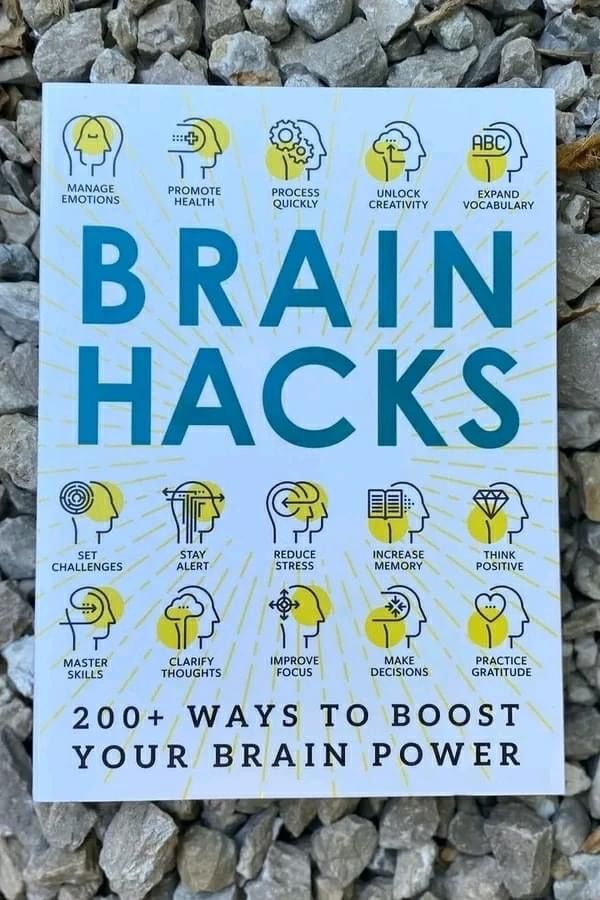 MANAGE
EMOTIONS
PROMOTE
HEALTH
PROCESS
QUICKLY
UNLOCK
CREATIVITY
ABC
EXPAND
VOCABULARY
BRAIN
HACKS
SET
CHALLENGES
STAY
ALERT
REDUCE
STRESS
INCREASE
MEMORY
THINK
POSITIVE
MASTER
SKILLS
CLARIFY
THOUGHTS
IMPROVE
FOCUS
MAKE
DECISIONS
PRACTICE
GRATITUDE
200+ WAYS TO BOOST
YOUR BRAIN POWER